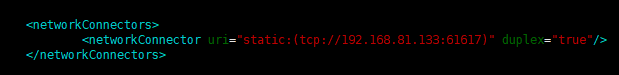 <networkConnectors>
<networkConnector uri="static:(tcp://192.168.81.133:61617)" duplex="true"/>
</networkConnectors>